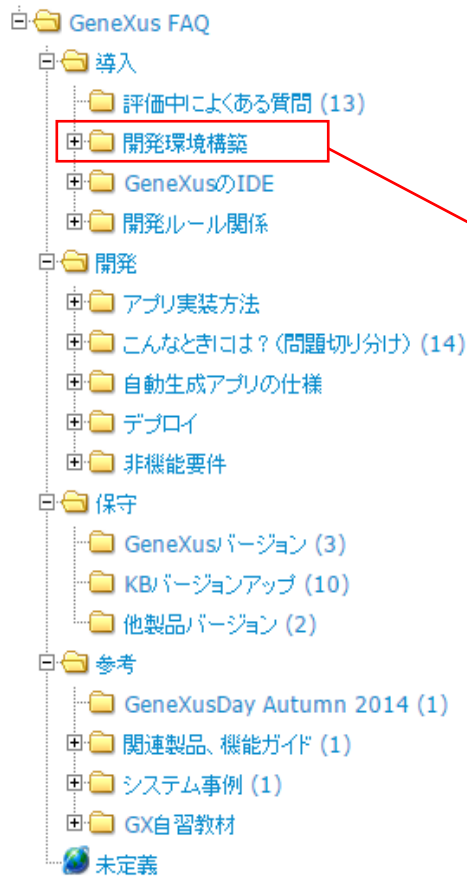 GeneXus FAQ
導入
評価中によくある質問 (13)
開発環境構築
GeneXusのIDE
開発ルール関係
開発
アプリ実装方法
こんなときには？(問題切り分け) (14)
自動生成アプリの仕様
デプロイ
非機能要件
保守
GeneXusバージョン (3)
KBバージョンアップ (10)
他製品バージョン (2)
参考
GeneXusDay Autumn 2014 (1)
関連製品、機能ガイド (1)
システム事例 (1)
GX自習教材
未定義